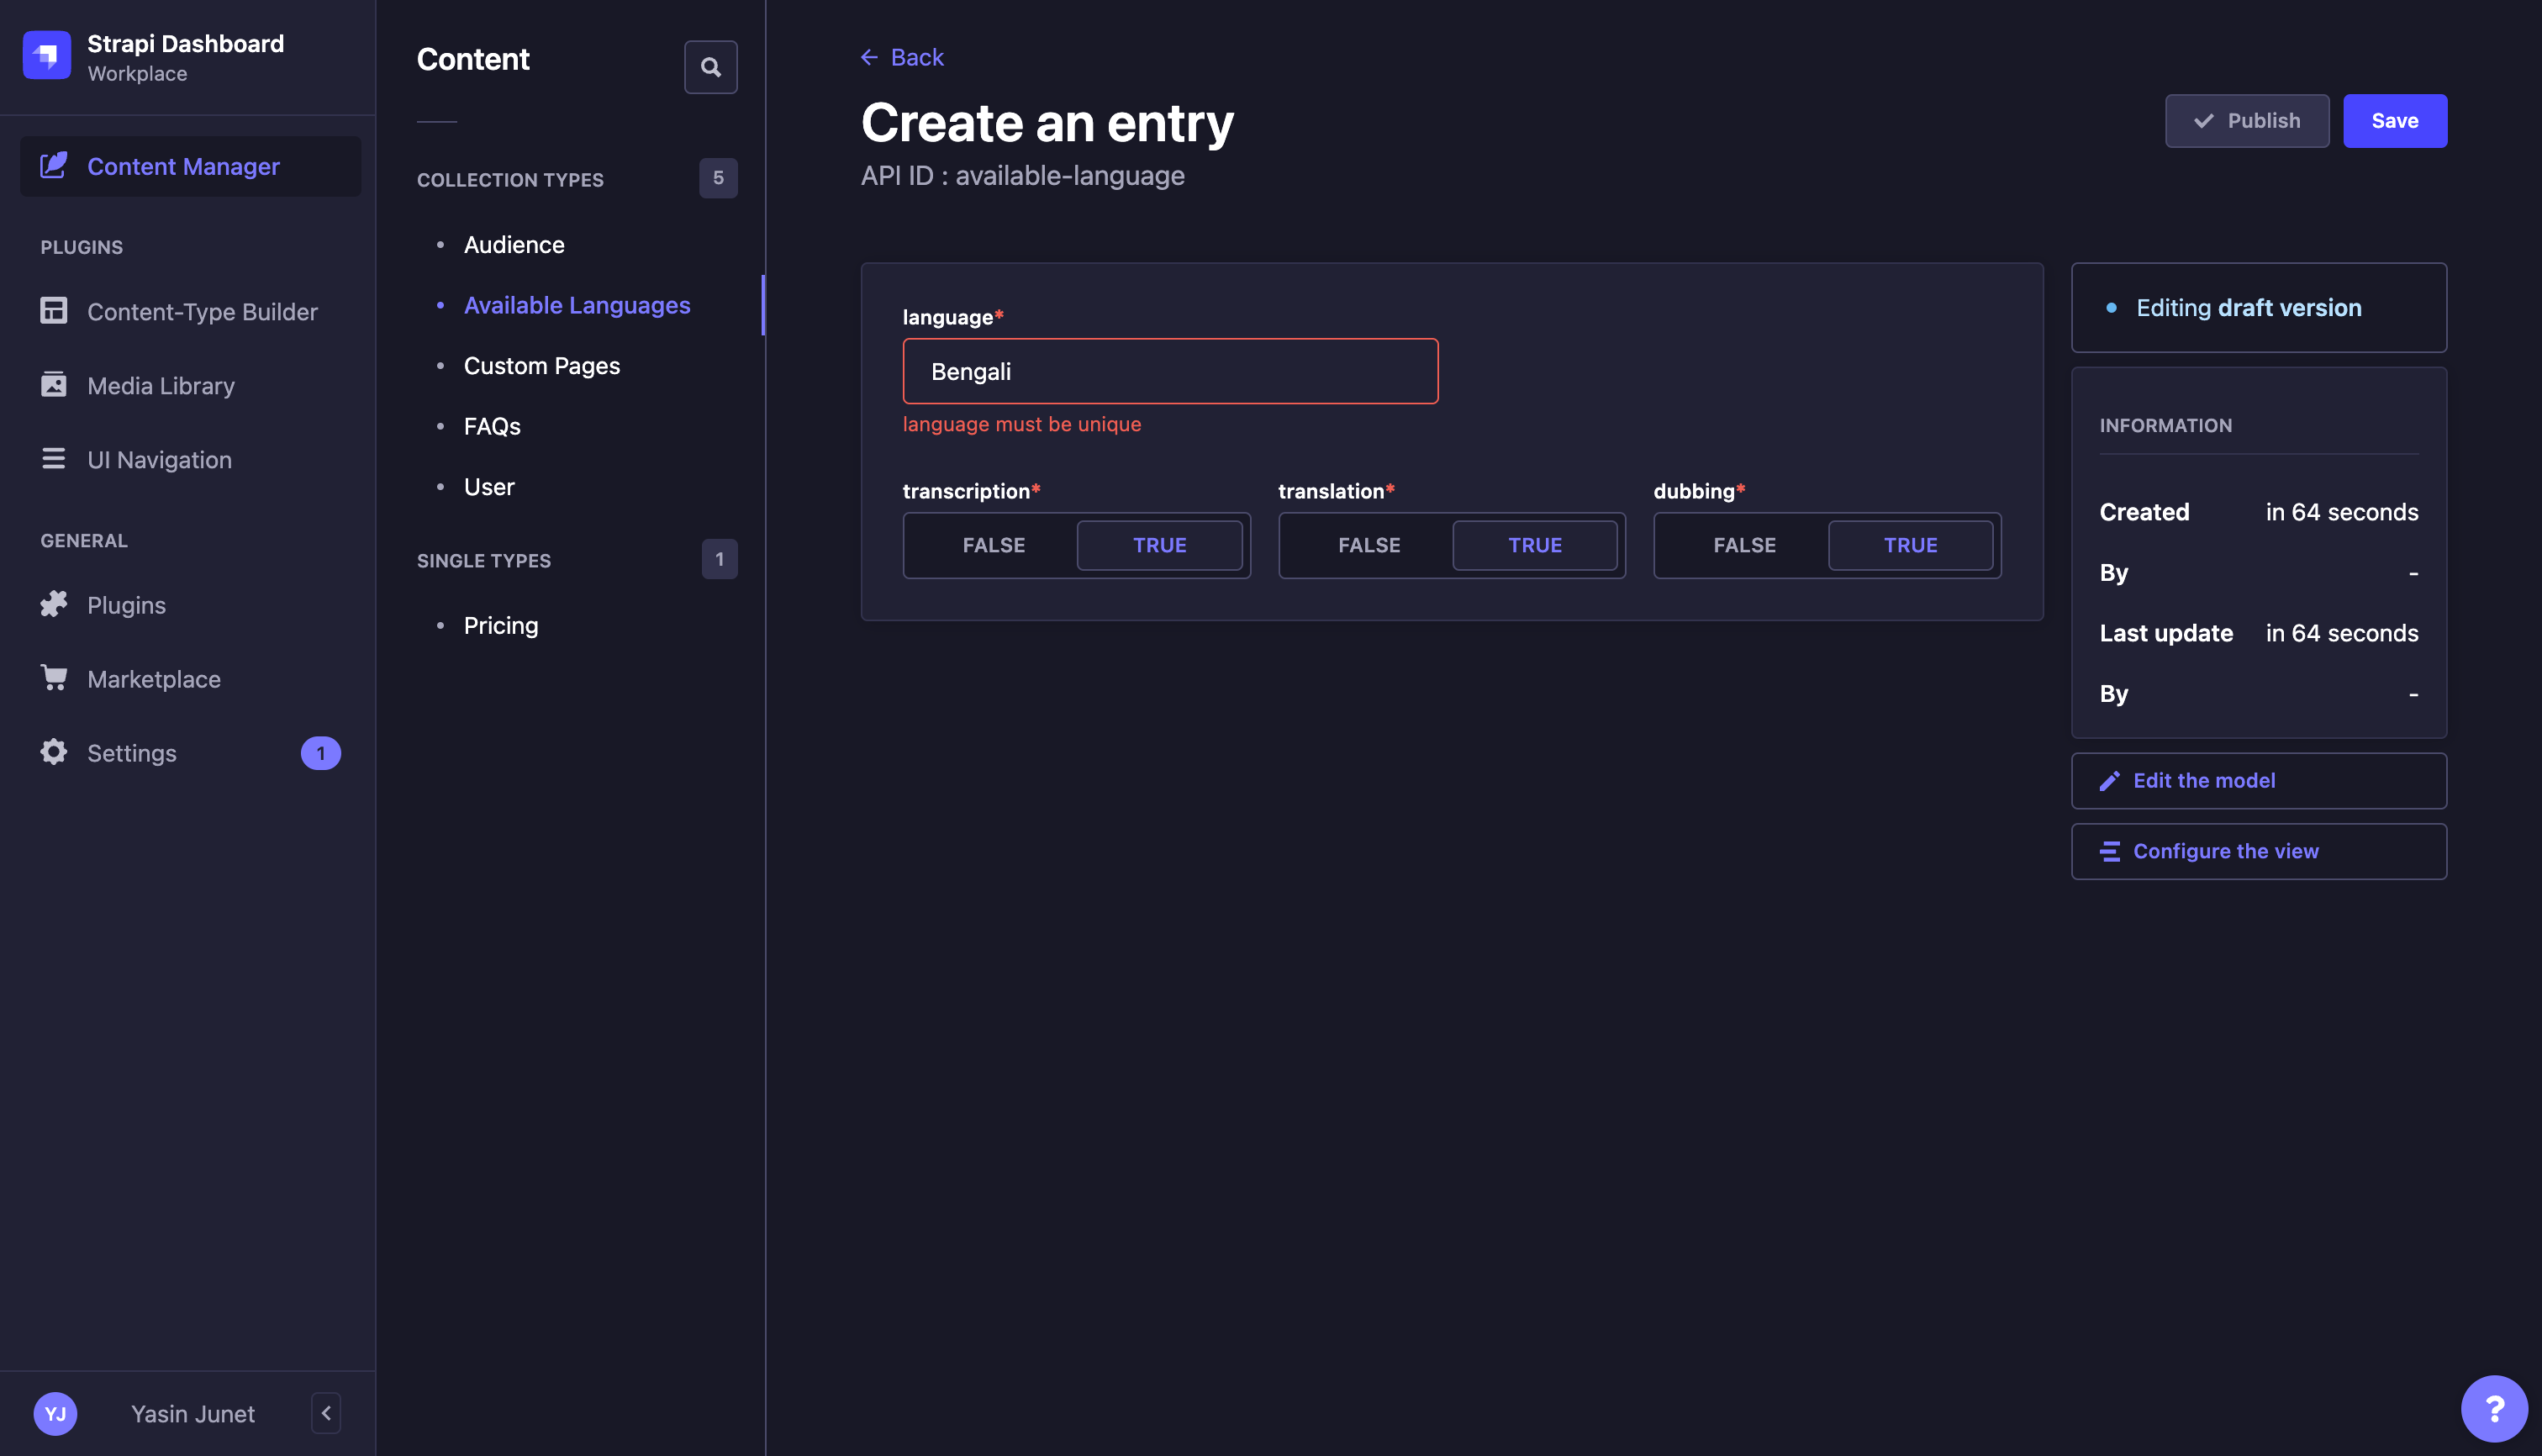 Strapi Dashboard
Workplace
Content Manager
PLUGINS
Content-Type Builder
Media Library
UI Navigation
GENERAL
Plugins
Marketplace
Settings 1
YJ Yasin Junet
Content
COLLECTION TYPES 5
Audience
Available Languages
Custom Pages
FAQs
User
SINGLE TYPES 1
Pricing
Back
Create an entry
API ID : available-language
Publish Save
language*
Bengali
language must be unique
transcription* translation* dubbing*
FALSE TRUE FALSE TRUE FALSE TRUE
Editing draft version
INFORMATION
Created in 64 seconds
By -
Last update in 64 seconds
By -
Edit the model
Configure the view
?